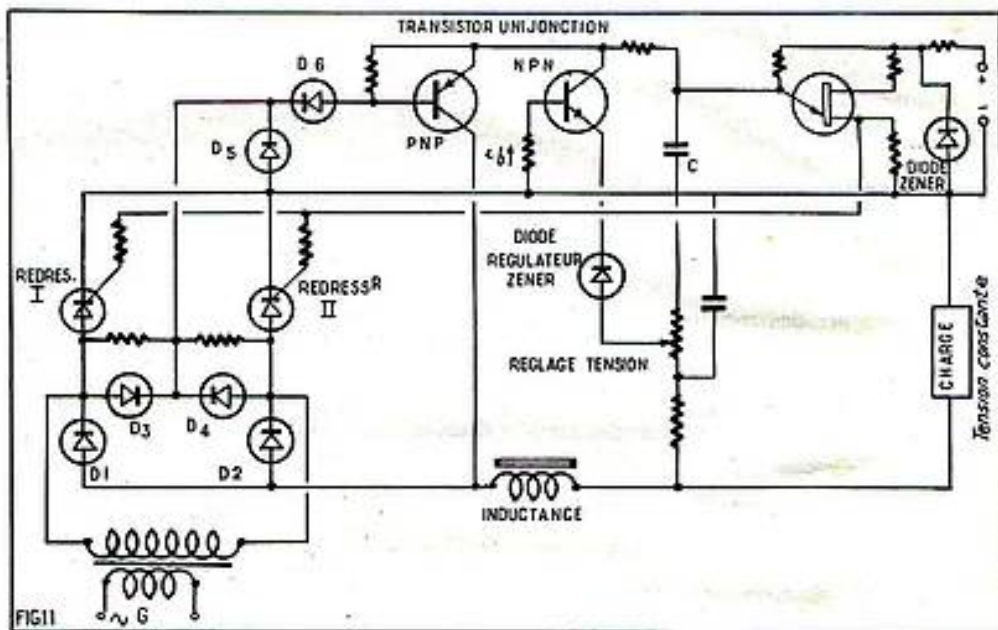 TRANSISTOR UNIJONCTION
D6
NPN
+
-
PNP
D5
C
DIODE
ZENER
REDRES.
I
REDRESSR
II
DIODE
REGULATEUR
ZENER
REGLAGE TENSION
CHARGE
Tension constante
D3
D4
D1
D2
INDUCTANCE
FIG11
~ G